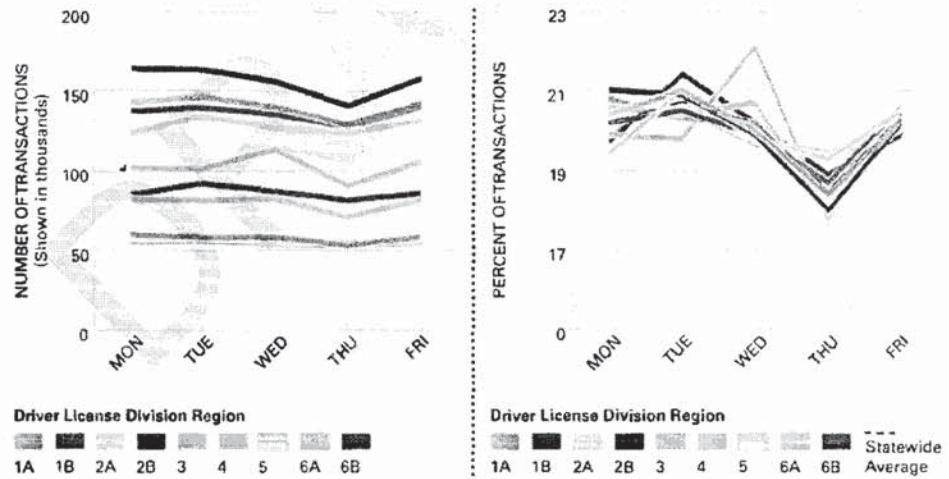 NUMBER OF TRANSACTIONS
(Shown in thousands)
200
150
100
50
0
MON TUE WED THU FRI
Driver License Division Region
1A 1B 2A 2B 3 4 5 6A 6B
PERCENT OF TRANSACTIONS
23
21
19
17
0
MON TUE WED THU FRI
Driver License Division Region
1A 1B 2A 2B 3 4 5 6A 6B
Statewide
Average